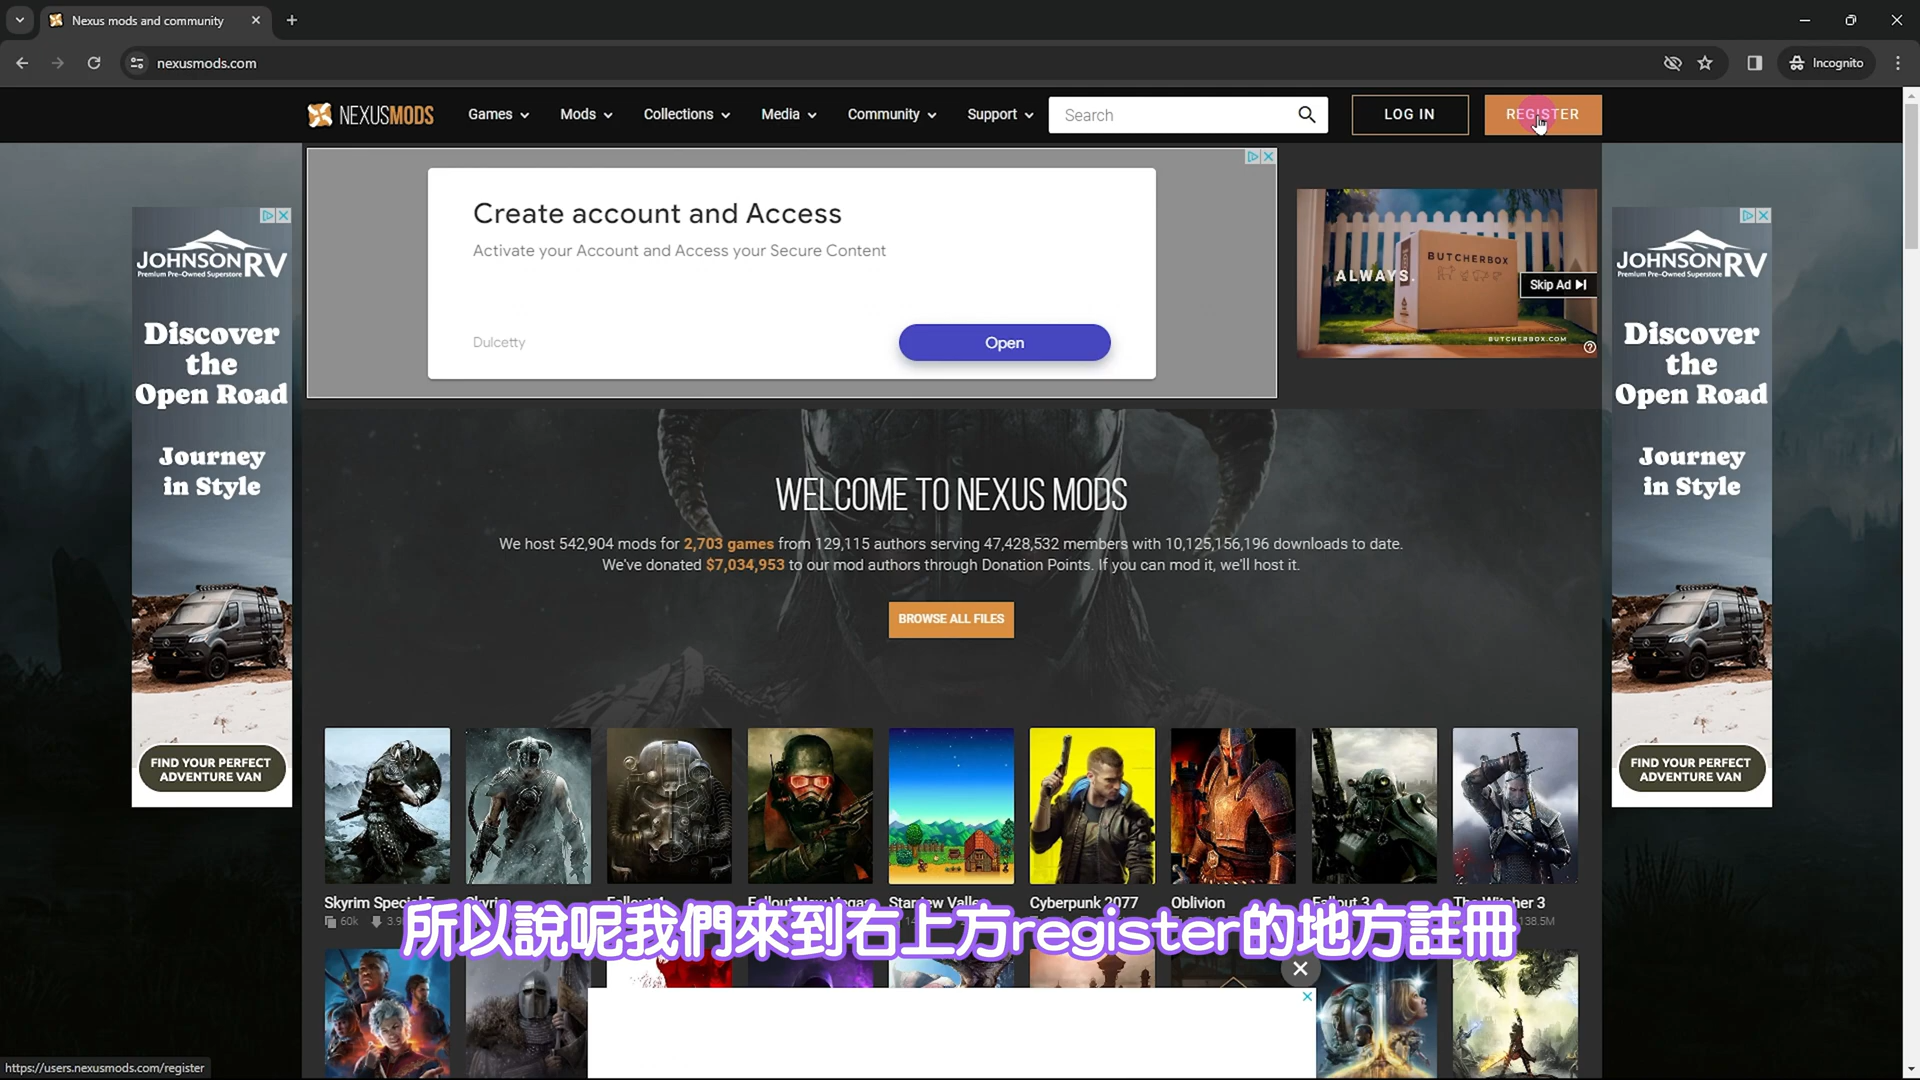 Nexus mods and community
nexusmods.com
Incognito
NEXUSMODS
Games
Mods
Collections
Media
Community
Support
Search
LOG IN
REGISTER
Create account and Access
Activate your Account and Access your Secure Content
Dulcetty
Open
ALWAYS.
BUTCHERBOX
Skip Ad
BUTCHERBOX.COM
JOHNSON RV
Premium Pre-Owned Superstore
Discover
the
Open Road
Journey
in Style
FIND YOUR PERFECT
ADVENTURE VAN
JOHNSON RV
Premium Pre-Owned Superstore
Discover
the
Open Road
Journey
in Style
FIND YOUR PERFECT
ADVENTURE VAN
WELCOME TO NEXUS MODS
We host 542,904 mods for 2,703 games from 129,115 authors serving 47,428,532 members with 10,125,156,196 downloads to date.
We've donated $7,034,953 to our mod authors through Donation Points. If you can mod it, we'll host it.
BROWSE ALL FILES
Skyrim Special
Skyrim
Fallout 4
Fallout New Vegas
Stardew Valley
Cyberpunk 2077
Oblivion
Fallout 3
The Witcher 3
60k
138.5M
所以說呢我們來到右上方register的地方註冊
https://users.nexusmods.com/register